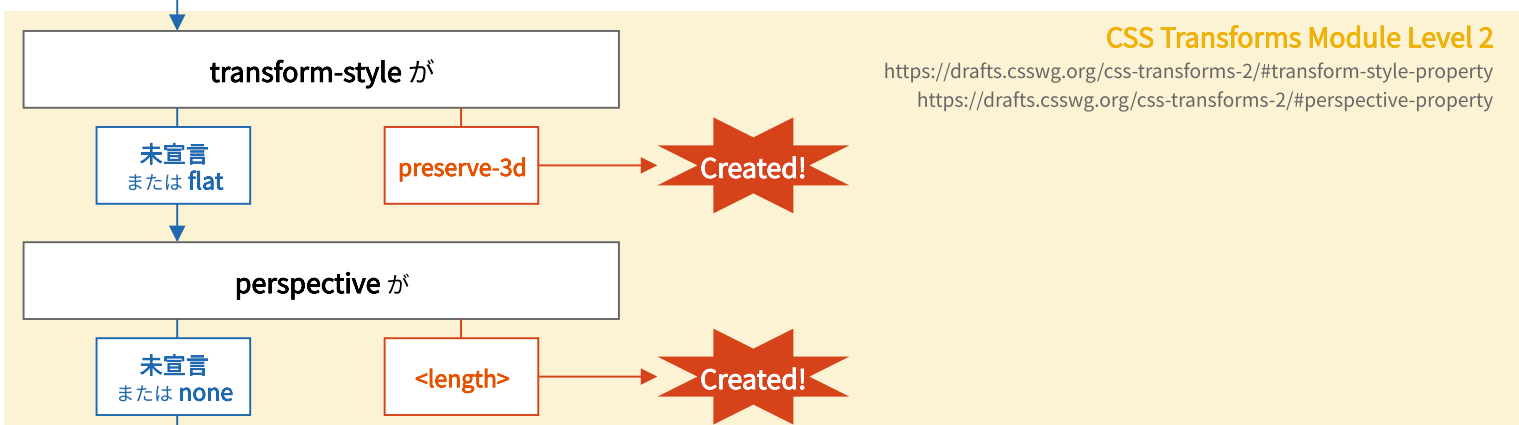 CSS Transforms Module Level 2
https://drafts.csswg.org/css-transforms-2/#transform-style-property
https://drafts.csswg.org/css-transforms-2/#perspective-property
transform-style が
未宣言
または flat
preserve-3d
Created!
perspective が
未宣言
または none
<length>
Created!